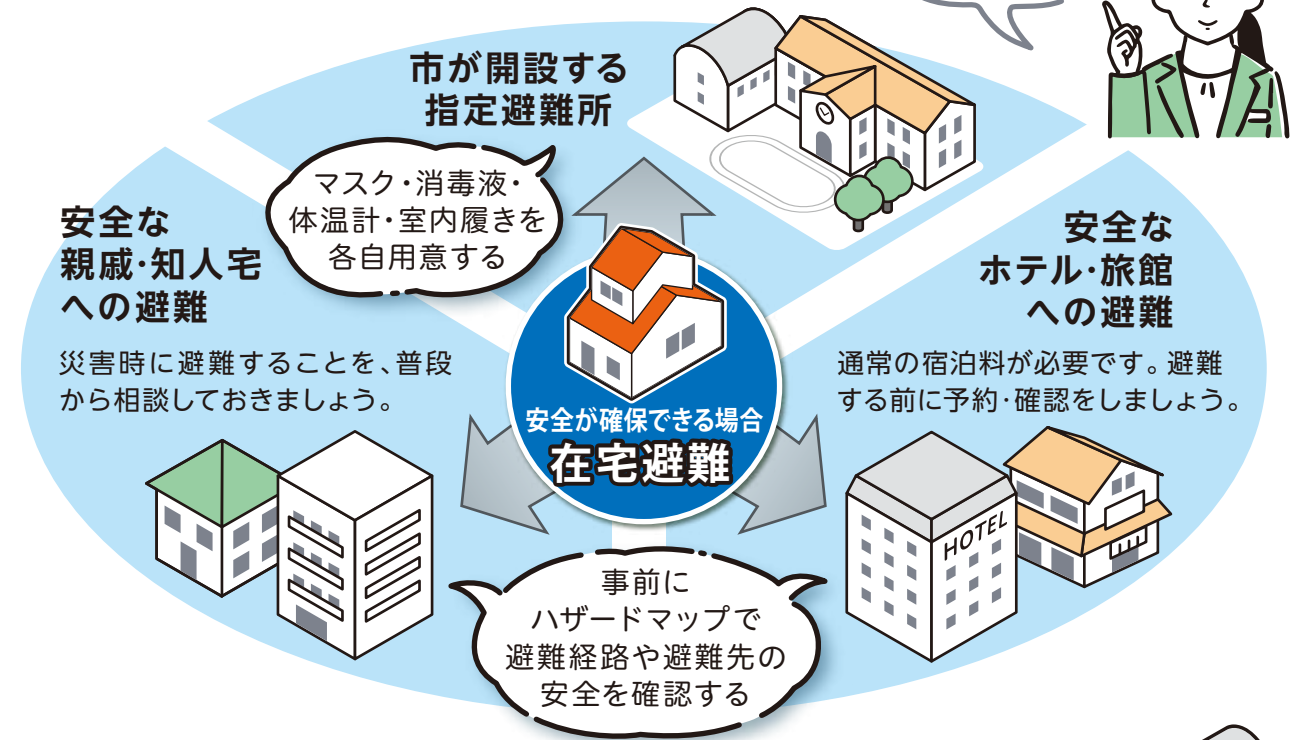 市が開設する
指定避難所
マスク・消毒液・
体温計・室内履きを
各自用意する
安全な
親戚・知人宅
への避難
災害時に避難することを、普段
から相談しておきましょう。
安全な
ホテル・旅館
への避難
通常の宿泊料が必要です。避難
する前に予約・確認をしましょう。
安全が確保できる場合
在宅避難
HOTEL
事前に
ハザードマップで
避難経路や避難先の
安全を確認する